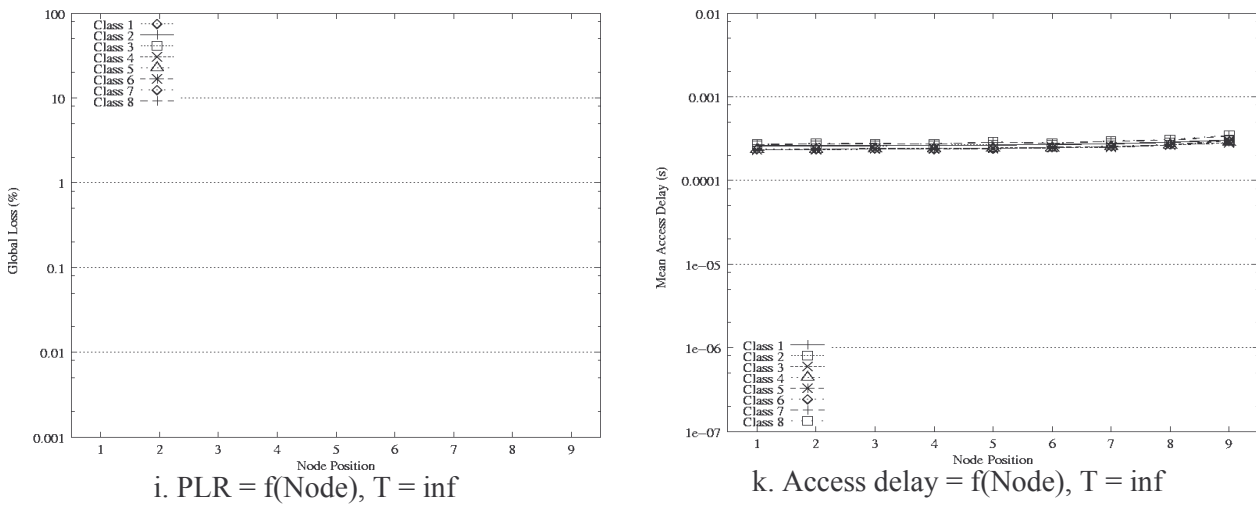 100
10
1
0.1
0.01
0.001
Global Loss (%)
Class 1
Class 2
Class 3
Class 4
Class 5
Class 6
Class 7
Class 8
1 2 3 4 5 6 7 8 9
Node Position
i. PLR = f(Node), T = inf
0.01
0.001
0.0001
1e-05
1e-06
1e-07
Mean Access Delay (s)
Class 1
Class 2
Class 3
Class 4
Class 5
Class 6
Class 7
Class 8
1 2 3 4 5 6 7 8 9
Node Position
k. Access delay = f(Node), T = inf